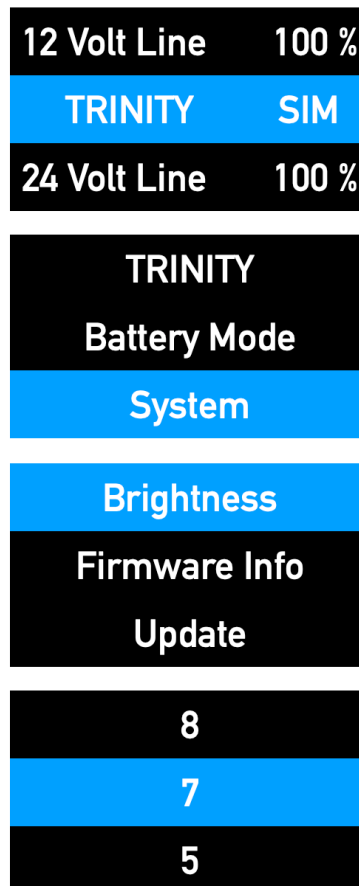 12 Volt Line 100 %
TRINITY SIM
24 Volt Line 100 %
TRINITY
Battery Mode
System
Brightness
Firmware Info
Update
8
7
5